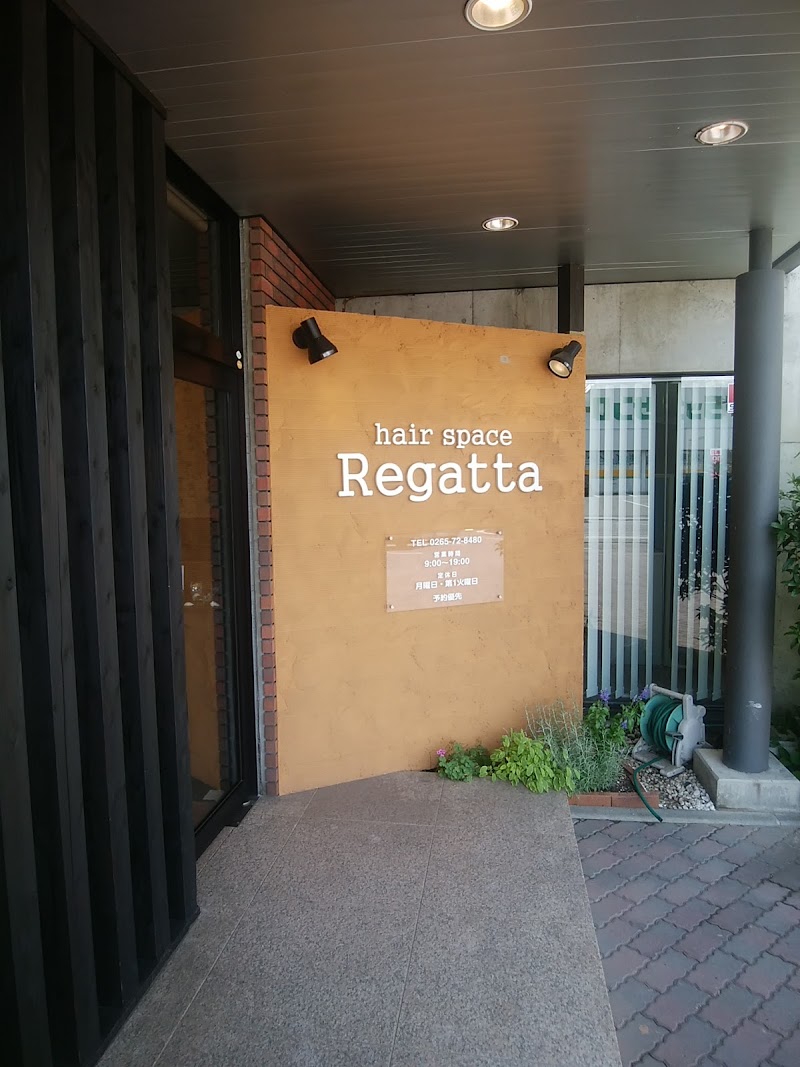 hair space
Regatta
TEL 0265-72-8480
営業時間
9:00～19:00
定休日
月曜日・第1火曜日
予約優先